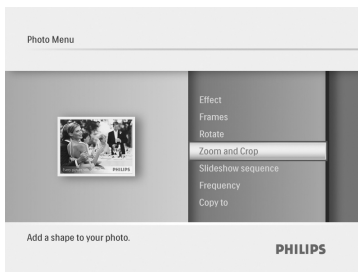 Photo Menu
Effect
Frames
Rotate
Zoom and Crop
Slideshow sequence
Frequency
Copy to
PHILIPS
Add a shape to your photo.
PHILIPS